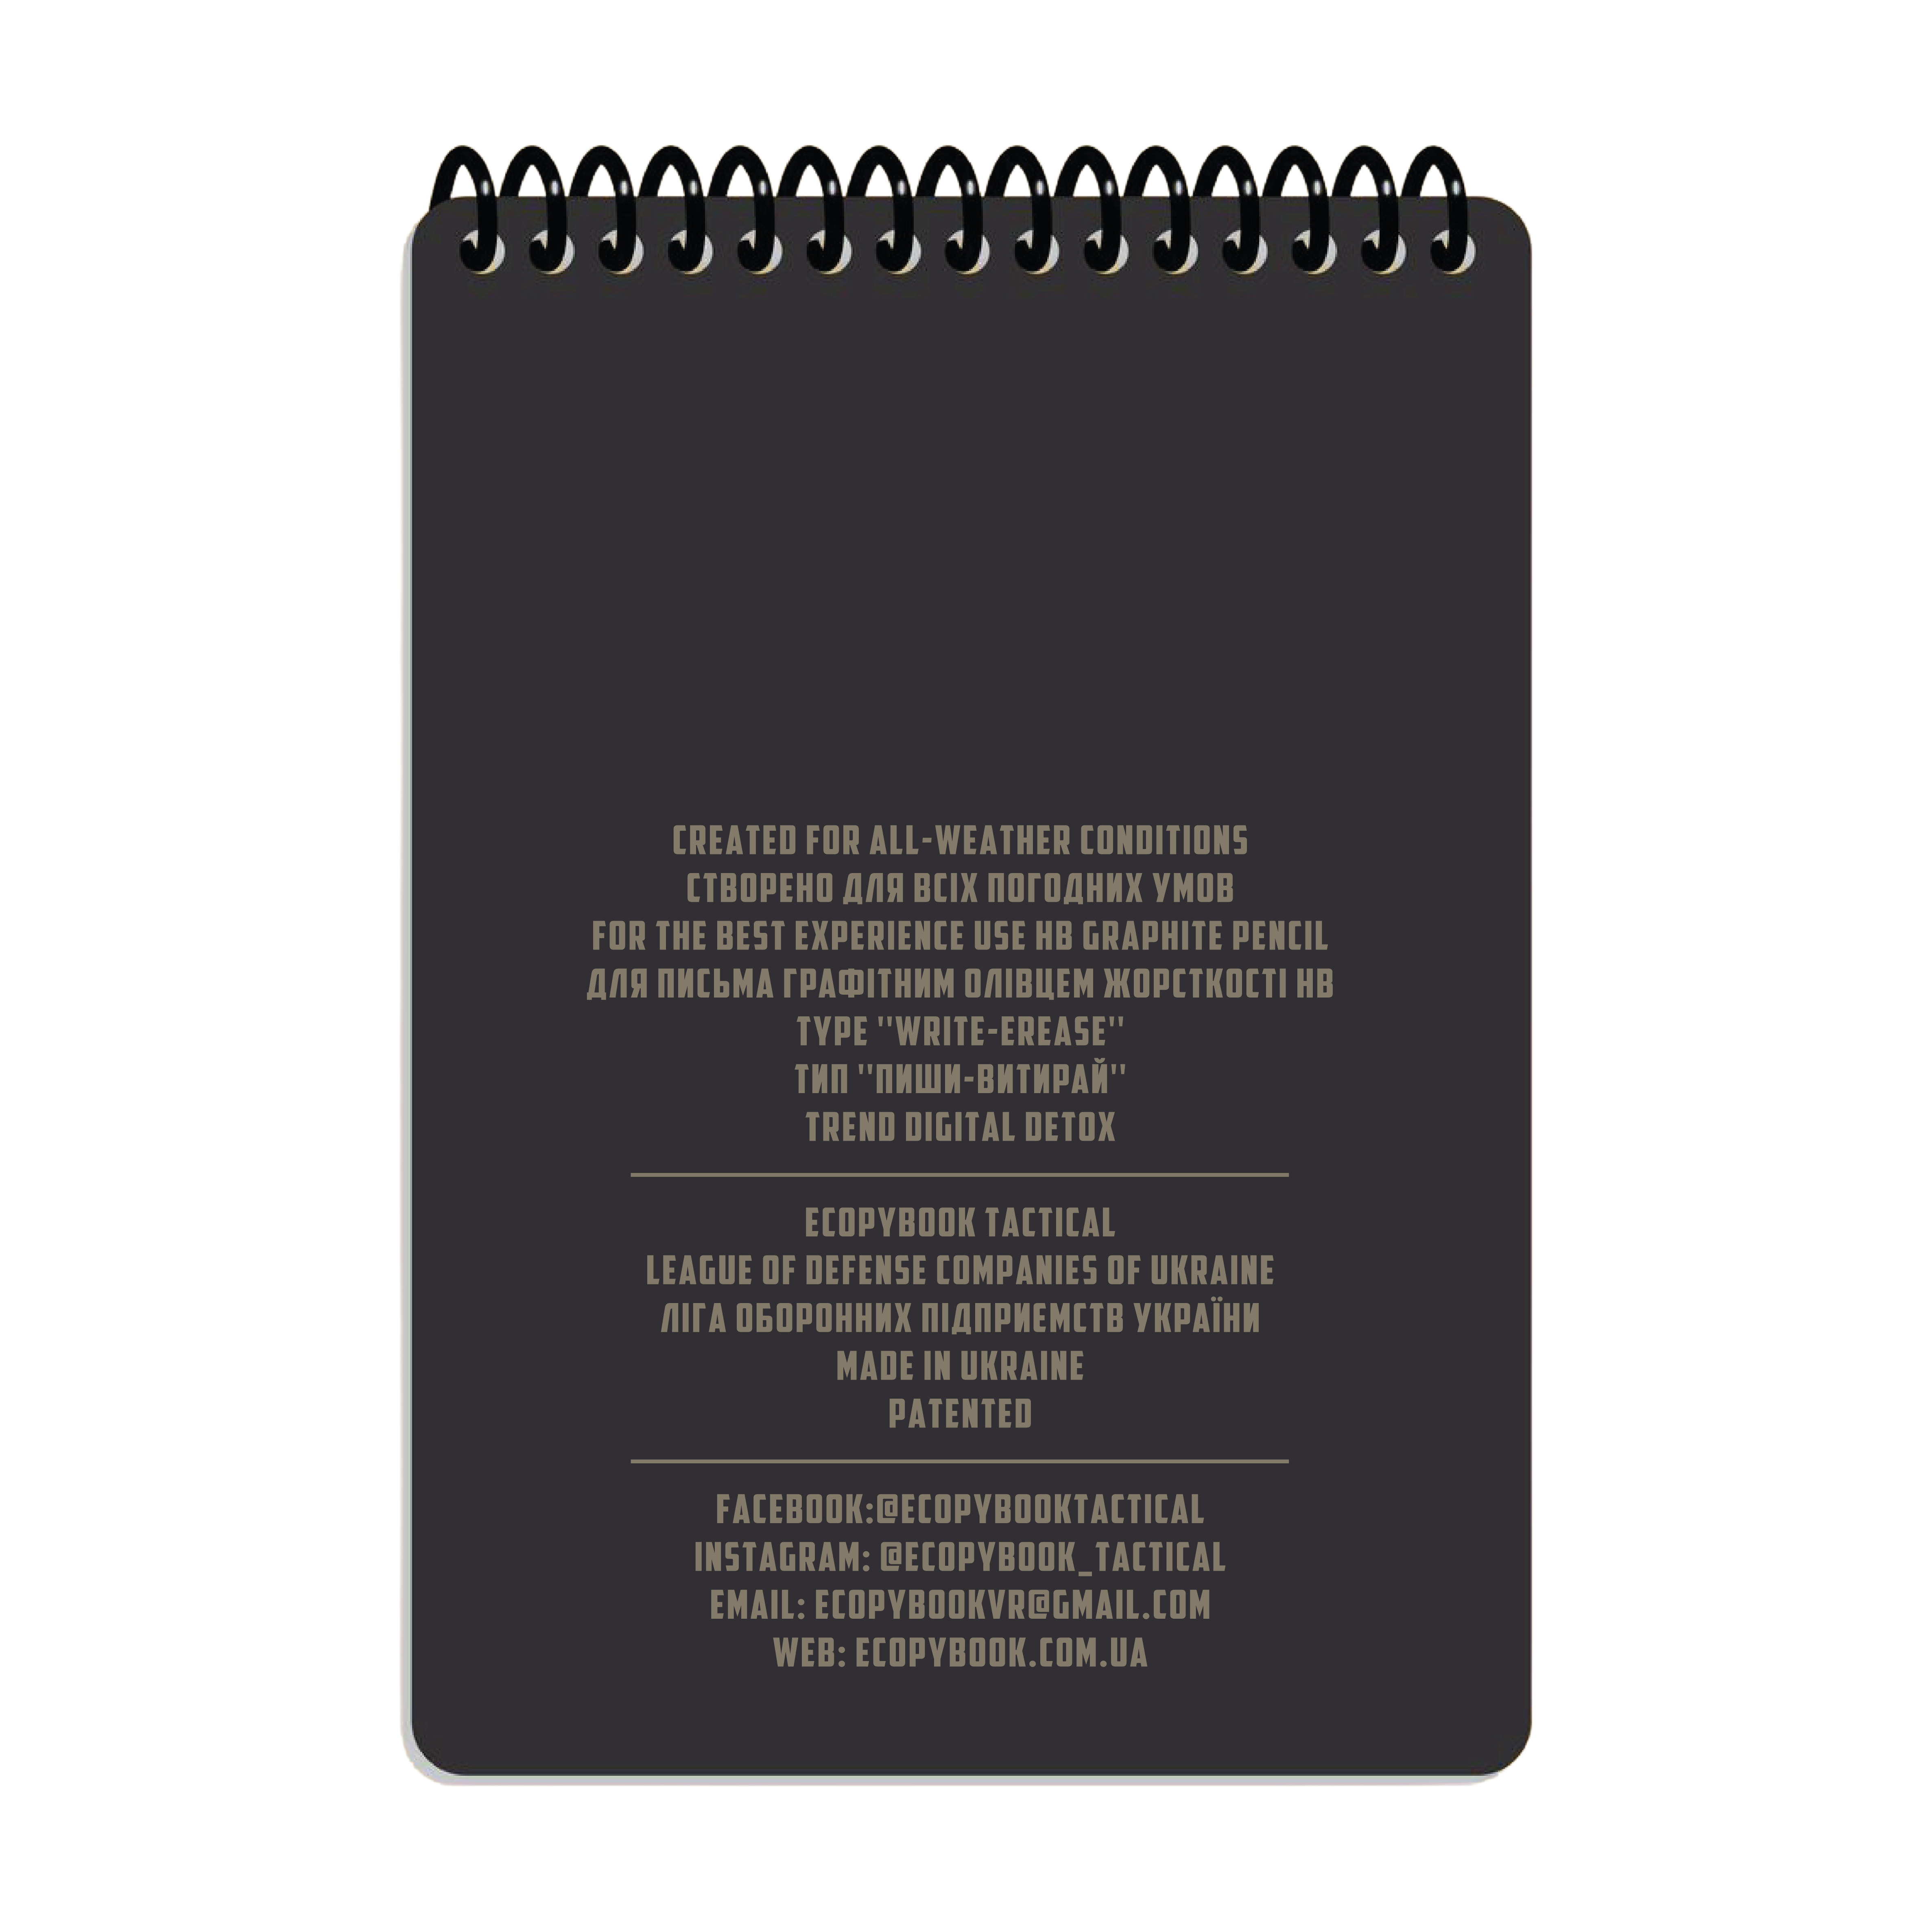 CREATED FOR ALL-WEATHER CONDITIONS
СТВОРЕНО ДЛЯ ВСІХ ПОГОДНИХ УМОВ
FOR THE BEST EXPERIENCE USE HB GRAPHITE PENCIL
ДЛЯ ПИСЬМА ГРАФІТНИМ ОЛІВЦЕМ ЖОРСТКОСТІ HB
TYPE "WRITE-EREASE"
ТИП "ПИШИ-ВИТИРАЙ"
TREND DIGITAL DETOX
ECOPYBOOK TACTICAL
LEAGUE OF DEFENSE COMPANIES OF UKRAINE
ЛІГА ОБОРОННИХ ПІДПРИЄМСТВ УКРАЇНИ
MADE IN UKRAINE
PATENTED
FACEBOOK:@ECOPYBOOKTACTICAL
INSTAGRAM: @ECOPYBOOK_TACTICAL
EMAIL: ECOPYBOOKVR@GMAIL.COM
WEB: ECOPYBOOK.COM.UA